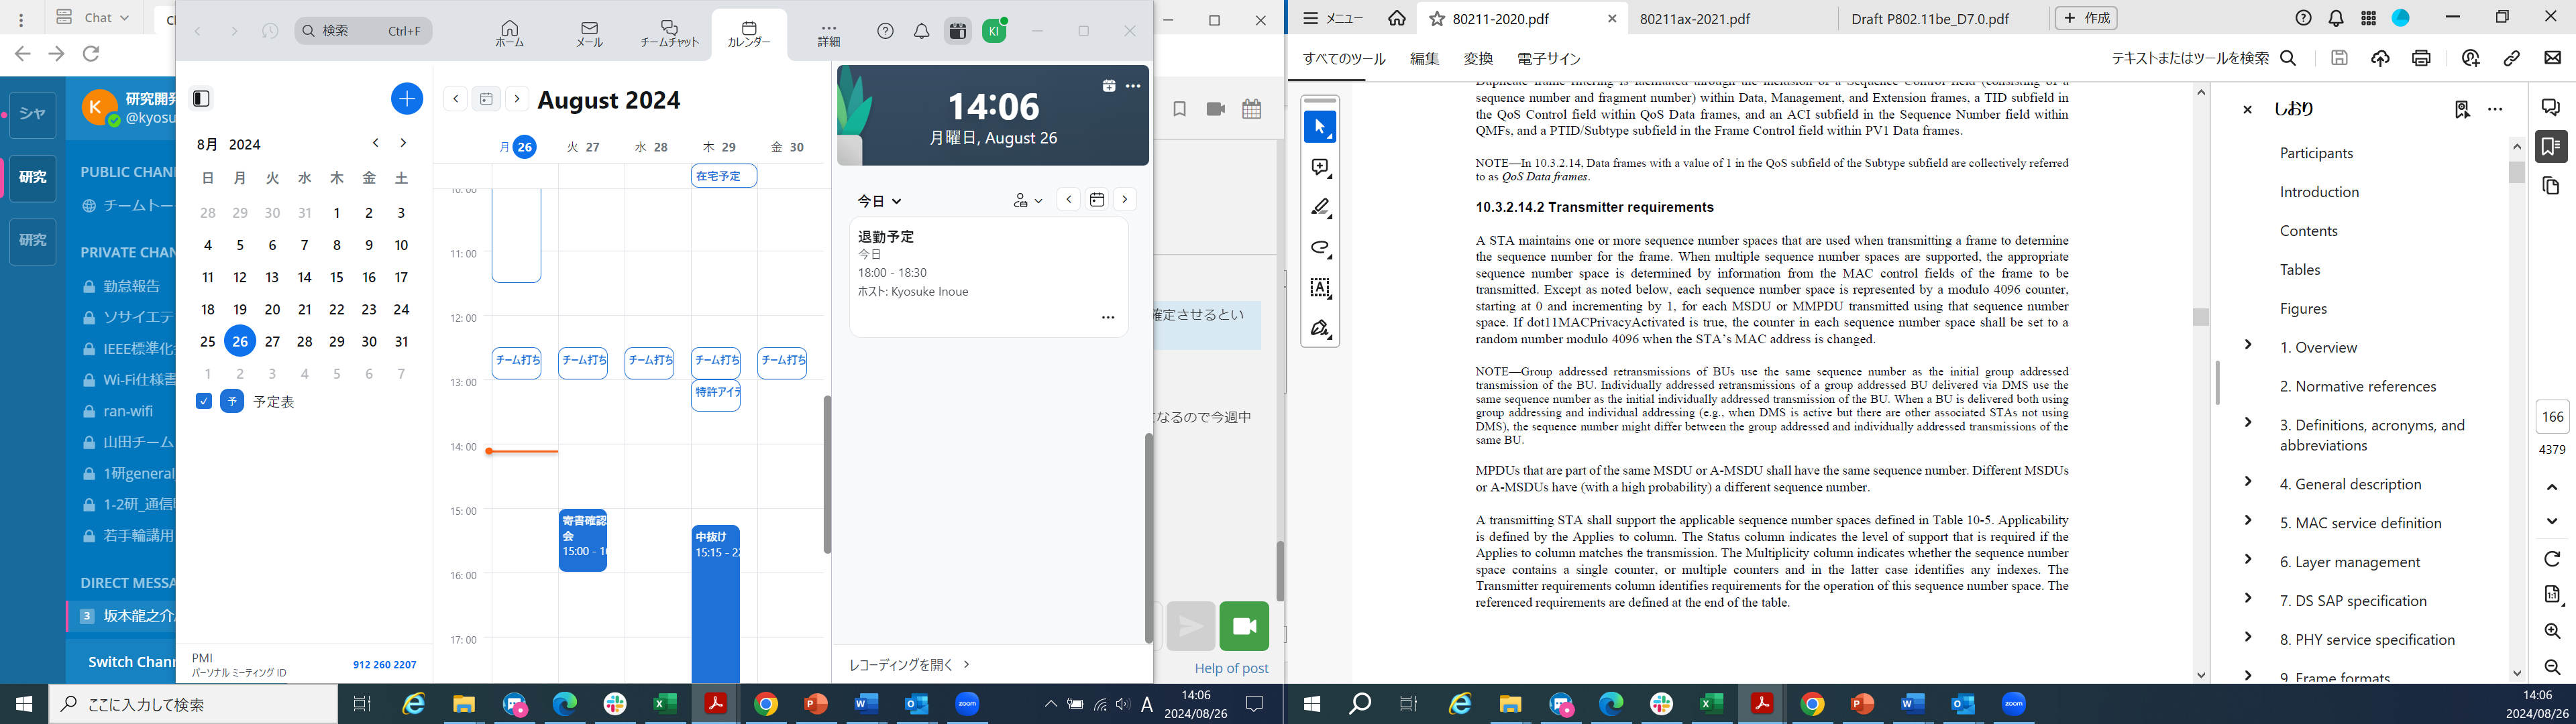 Chat
検索
Ctrl+F
ホーム
メール
チームチャット
カレンダー
詳細
KI
シャ
研究
研究
K
研究開発
@kyosu
PUBLIC CHAN
チームトー
PRIVATE CHAN
勤怠報告
ソサイエテ
IEEE標準化
Wi-Fi仕様書
ran-wifi
山田チーム
1研general
1-2研_通信
若手輪講用
DIRECT MESSA
3 坂本龍之介
Switch Chann
8月 2024
日 月 火 水 木 金 土
28 29 30 31 1 2 3
4 5 6 7 8 9 10
11 12 13 14 15 16 17
18 19 20 21 22 23 24
25 26 27 28 29 30 31
1 2 3 4 5 6 7
予 予定表
PMI
パーソナル ミーティング ID
912 260 2207
August 2024
月 26 火 27 水 28 木 29 金 30
在宅予定
10:00
11:00
12:00
チーム打ち チーム打ち チーム打ち チーム打ち チーム打ち
13:00
特許アイデ
14:00
15:00
寄書確認
会
15:00 - 16
中抜け
15:15 - 22
16:00
17:00
14:06
月曜日, August 26
今日
退勤予定
今日
18:00 - 18:30
ホスト: Kyosuke Inoue
レコーディングを開く
確定させるとい
なるので今週中
Help of post
ここに入力して検索
A
14:06
2024/08/26
メニュー
80211-2020.pdf
80211ax-2021.pdf
Draft P802.11be_D7.0.pdf
作成
すべてのツール
編集
変換
電子サイン
テキストまたはツールを検索
Duplicate frame filtering is facilitated through the inclusion of a Sequence Control field (consisting of a
sequence number and fragment number) within Data, Management, and Extension frames, a TID subfield in
the QoS Control field within QoS Data frames, and an ACI subfield in the Sequence Number field within
QMFs, and a PTID/Subtype subfield in the Frame Control field within PV1 Data frames.
NOTE—In 10.3.2.14, Data frames with a value of 1 in the QoS subfield of the Subtype subfield are collectively referred
to as QoS Data frames.
10.3.2.14.2 Transmitter requirements
A STA maintains one or more sequence number spaces that are used when transmitting a frame to determine
the sequence number for the frame. When multiple sequence number spaces are supported, the appropriate
sequence number space is determined by information from the MAC control fields of the frame to be
transmitted. Except as noted below, each sequence number space is represented by a modulo 4096 counter,
starting at 0 and incrementing by 1, for each MSDU or MMPDU transmitted using that sequence number
space. If dot11MACPrivacyActivated is true, the counter in each sequence number space shall be set to a
random number modulo 4096 when the STA's MAC address is changed.
NOTE—Group addressed retransmissions of BUs use the same sequence number as the initial group addressed
transmission of the BU. Individually addressed retransmissions of a group addressed BU delivered via DMS use the
same sequence number as the initial individually addressed transmission of the BU. When a BU is delivered both using
group addressing and individual addressing (e.g., when DMS is active but there are other associated STAs not using
DMS), the sequence number might differ between the group addressed and individually addressed transmissions of the
same BU.
MPDUs that are part of the same MSDU or A-MSDU shall have the same sequence number. Different MSDUs
or A-MSDUs have (with a high probability) a different sequence number.
A transmitting STA shall support the applicable sequence number spaces defined in Table 10-5. Applicability
is defined by the Applies to column. The Status column indicates the level of support that is required if the
Applies to column matches the transmission. The Multiplicity column indicates whether the sequence number
space contains a single counter, or multiple counters and in the latter case identifies any indexes. The
Transmitter requirements column identifies requirements for the operation of this sequence number space. The
referenced requirements are defined at the end of the table.
しおり
Participants
Introduction
Contents
Tables
Figures
1. Overview
2. Normative references
3. Definitions, acronyms, and
abbreviations
4. General description
5. MAC service definition
6. Layer management
7. DS SAP specification
8. PHY service specification
9. Frame formats
166
4379
14:06
2024/08/26